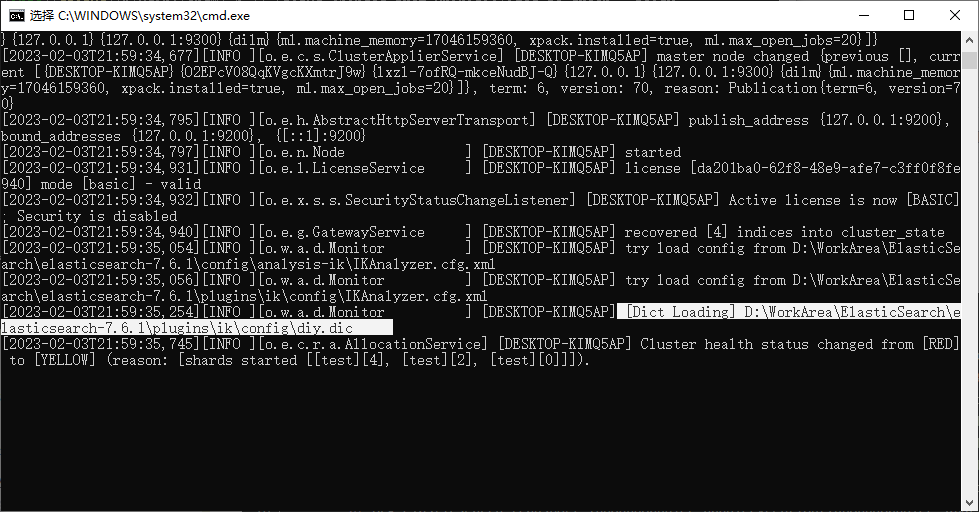 选择 C:\WINDOWS\system32\cmd.exe
} {127.0.0.1} {127.0.0.1:9300} {dilm} {ml.machine_memory=17046159360, xpack.installed=true, ml.max_open_jobs=20}]}
[2023-02-03T21:59:34,677][INFO ][o.e.c.s.ClusterApplierService] [DESKTOP-KIMQ5AP] master node changed {previous [], curr
ent [{DESKTOP-KIMQ5AP} {O2EPcV08QqKVgcKXmtrJ9w} {1xzl-7ofRQ-mkceNudBJ-Q} {127.0.0.1} {127.0.0.1:9300} {dilm} {ml.machine_memor
y=17046159360, xpack.installed=true, ml.max_open_jobs=20}]}, term: 6, version: 70, reason: Publication{term=6, version=7
0}
[2023-02-03T21:59:34,795][INFO ][o.e.h.AbstractHttpServerTransport] [DESKTOP-KIMQ5AP] publish_address {127.0.0.1:9200},
bound_addresses {127.0.0.1:9200}, {[::1]:9200}
[2023-02-03T21:59:34,797][INFO ][o.e.n.Node               ] [DESKTOP-KIMQ5AP] started
[2023-02-03T21:59:34,931][INFO ][o.e.l.LicenseService     ] [DESKTOP-KIMQ5AP] license [da201ba0-62f8-48e9-afe7-c3ff0f8fe
940] mode [basic] - valid
[2023-02-03T21:59:34,932][INFO ][o.e.x.s.s.SecurityStatusChangeListener] [DESKTOP-KIMQ5AP] Active license is now [BASIC]
; Security is disabled
[2023-02-03T21:59:34,940][INFO ][o.e.g.GatewayService     ] [DESKTOP-KIMQ5AP] recovered [4] indices into cluster_state
[2023-02-03T21:59:35,054][INFO ][o.w.a.d.Monitor          ] [DESKTOP-KIMQ5AP] try load config from D:\WorkArea\ElasticSe
arch\elasticsearch-7.6.1\config\analysis-ik\IKAnalyzer.cfg.xml
[2023-02-03T21:59:35,056][INFO ][o.w.a.d.Monitor          ] [DESKTOP-KIMQ5AP] try load config from D:\WorkArea\ElasticSe
arch\elasticsearch-7.6.1\plugins\ik\config\IKAnalyzer.cfg.xml
[2023-02-03T21:59:35,254][INFO ][o.w.a.d.Monitor          ] [DESKTOP-KIMQ5AP] [Dict Loading] D:\WorkArea\ElasticSearch\e
lasticsearch-7.6.1\plugins\ik\config\diy.dic
[2023-02-03T21:59:35,745][INFO ][o.e.c.r.a.AllocationService] [DESKTOP-KIMQ5AP] Cluster health status changed from [RED]
 to [YELLOW] (reason: [shards started [[test][4], [test][2], [test][0]]]).